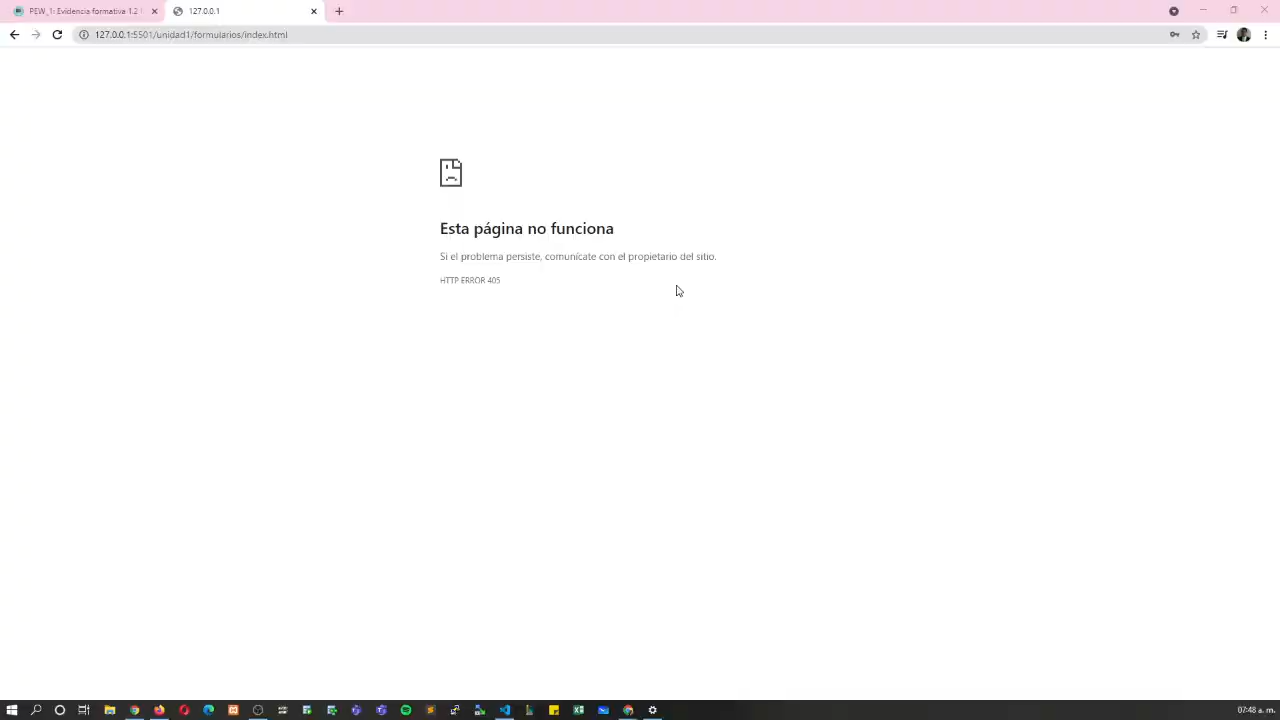 PEW_1: Evidencia formativa 1.2
127.0.0.1
127.0.0.1:5501/unidad1/formularios/index.html
Esta página no funciona
Si el problema persiste, comunícate con el propietario del sitio.
HTTP ERROR 405
07:48 a. m.